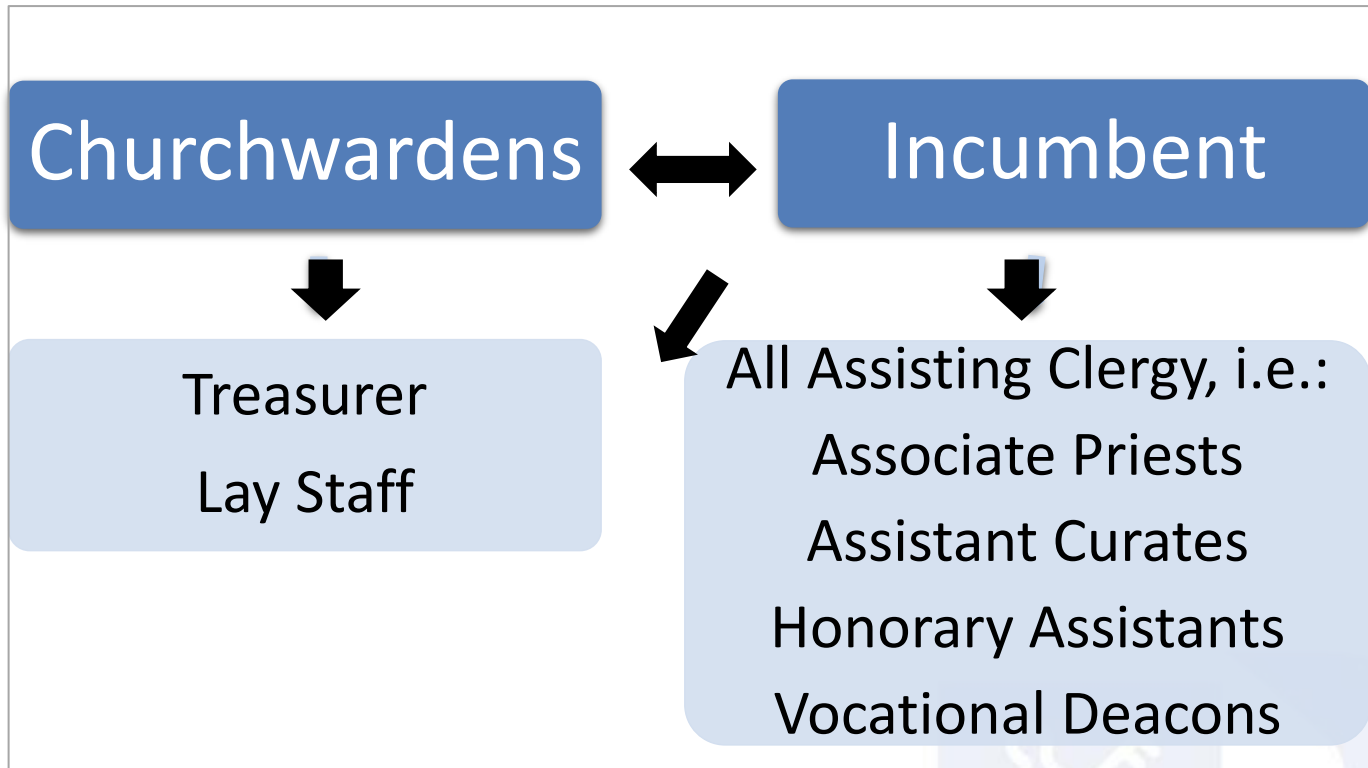 Churchwardens
Incumbent
Treasurer
Lay Staff
All Assisting Clergy, i.e.:
Associate Priests
Assistant Curates
Honorary Assistants
Vocational Deacons